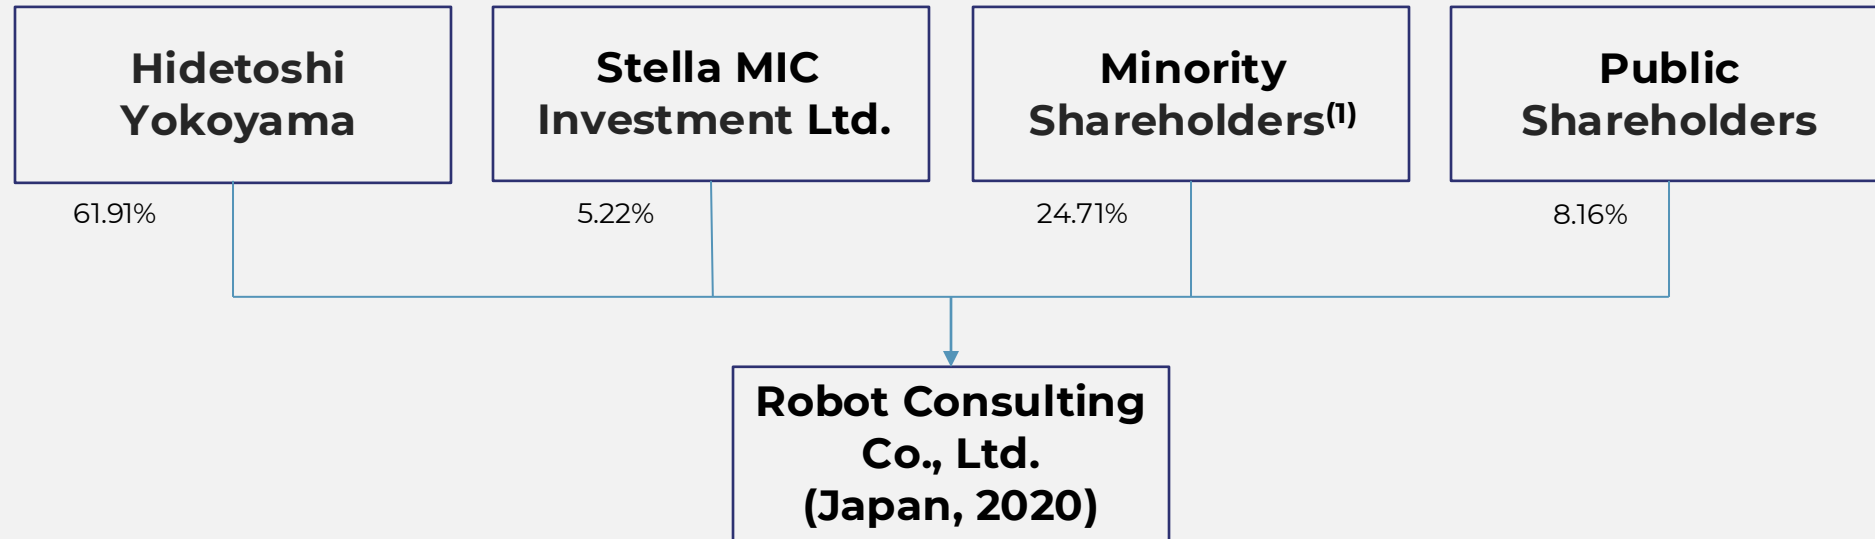 Hidetoshi
Yokoyama
Stella MIC
Investment Ltd.
Minority
Shareholders(1)
Public
Shareholders
61.91%
5.22%
24.71%
8.16%
Robot Consulting
Co., Ltd.
(Japan, 2020)